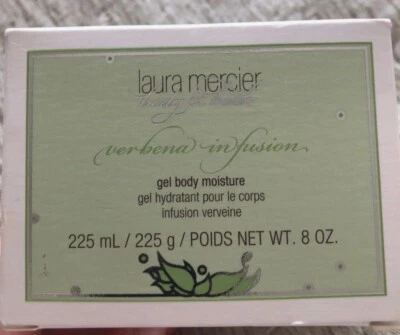 laura mercier
verbena infusion
gel body moisture
gel hydratant pour le corps
infusion verveine
225 mL / 225 g / POIDS NET WT. 8 OZ.